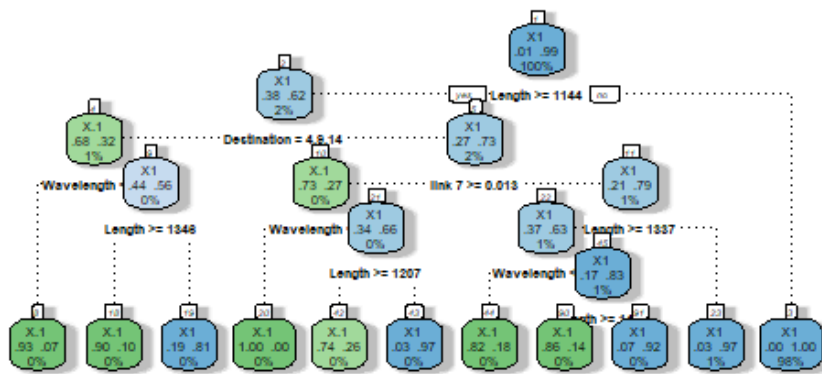 1
X1
.01 .99
100%
yes Length >= 1144 no
2
X1
.38 .62
2%
4
X.1
.68 .32
1%
Destination = 4,9,14
5
X1
.27 .73
2%
Wavelength
9
X1
.44 .56
0%
10
X.1
.73 .27
0%
link 7 >= 0.013
11
X1
.21 .79
1%
Length >= 1346
Wavelength
21
X1
.34 .66
0%
22
X1
.37 .63
1%
Length >= 1337
Length >= 1207
Wavelength
45
X1
.17 .83
1%
8
X.1
.93 .07
0%
18
X.1
.90 .10
0%
19
X1
.19 .81
0%
20
X.1
1.00 .00
0%
42
X.1
.74 .26
0%
43
X1
.03 .97
0%
44
X.1
.82 .18
0%
90
X.1
.86 .14
0%
91
X1
.07 .92
0%
23
X1
.03 .97
1%
3
X1
.00 1.00
98%